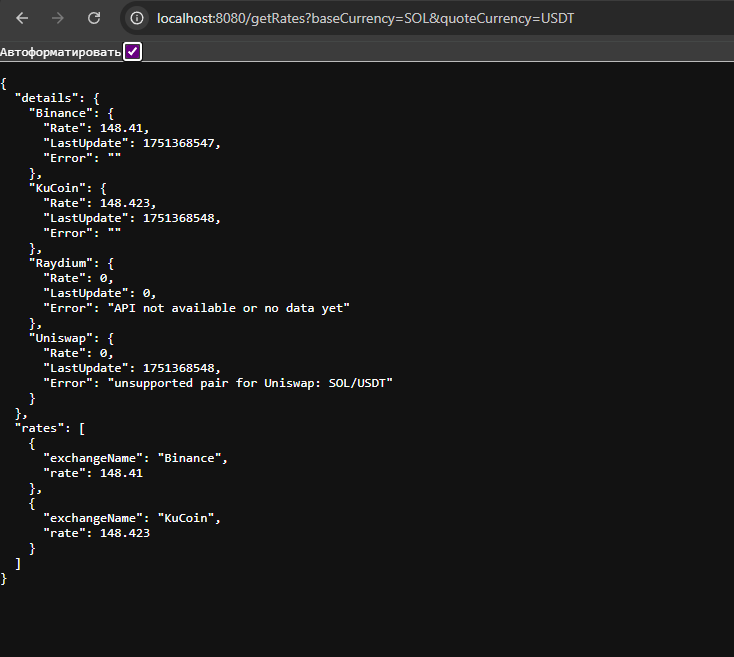 localhost:8080/getRates?baseCurrency=SOL&quoteCurrency=USDT
Автоформатировать
{
  "details": {
    "Binance": {
      "Rate": 148.41,
      "LastUpdate": 1751368547,
      "Error": ""
    },
    "KuCoin": {
      "Rate": 148.423,
      "LastUpdate": 1751368548,
      "Error": ""
    },
    "Raydium": {
      "Rate": 0,
      "LastUpdate": 0,
      "Error": "API not available or no data yet"
    },
    "Uniswap": {
      "Rate": 0,
      "LastUpdate": 1751368548,
      "Error": "unsupported pair for Uniswap: SOL/USDT"
    }
  },
  "rates": [
    {
      "exchangeName": "Binance",
      "rate": 148.41
    },
    {
      "exchangeName": "KuCoin",
      "rate": 148.423
    }
  ]
}